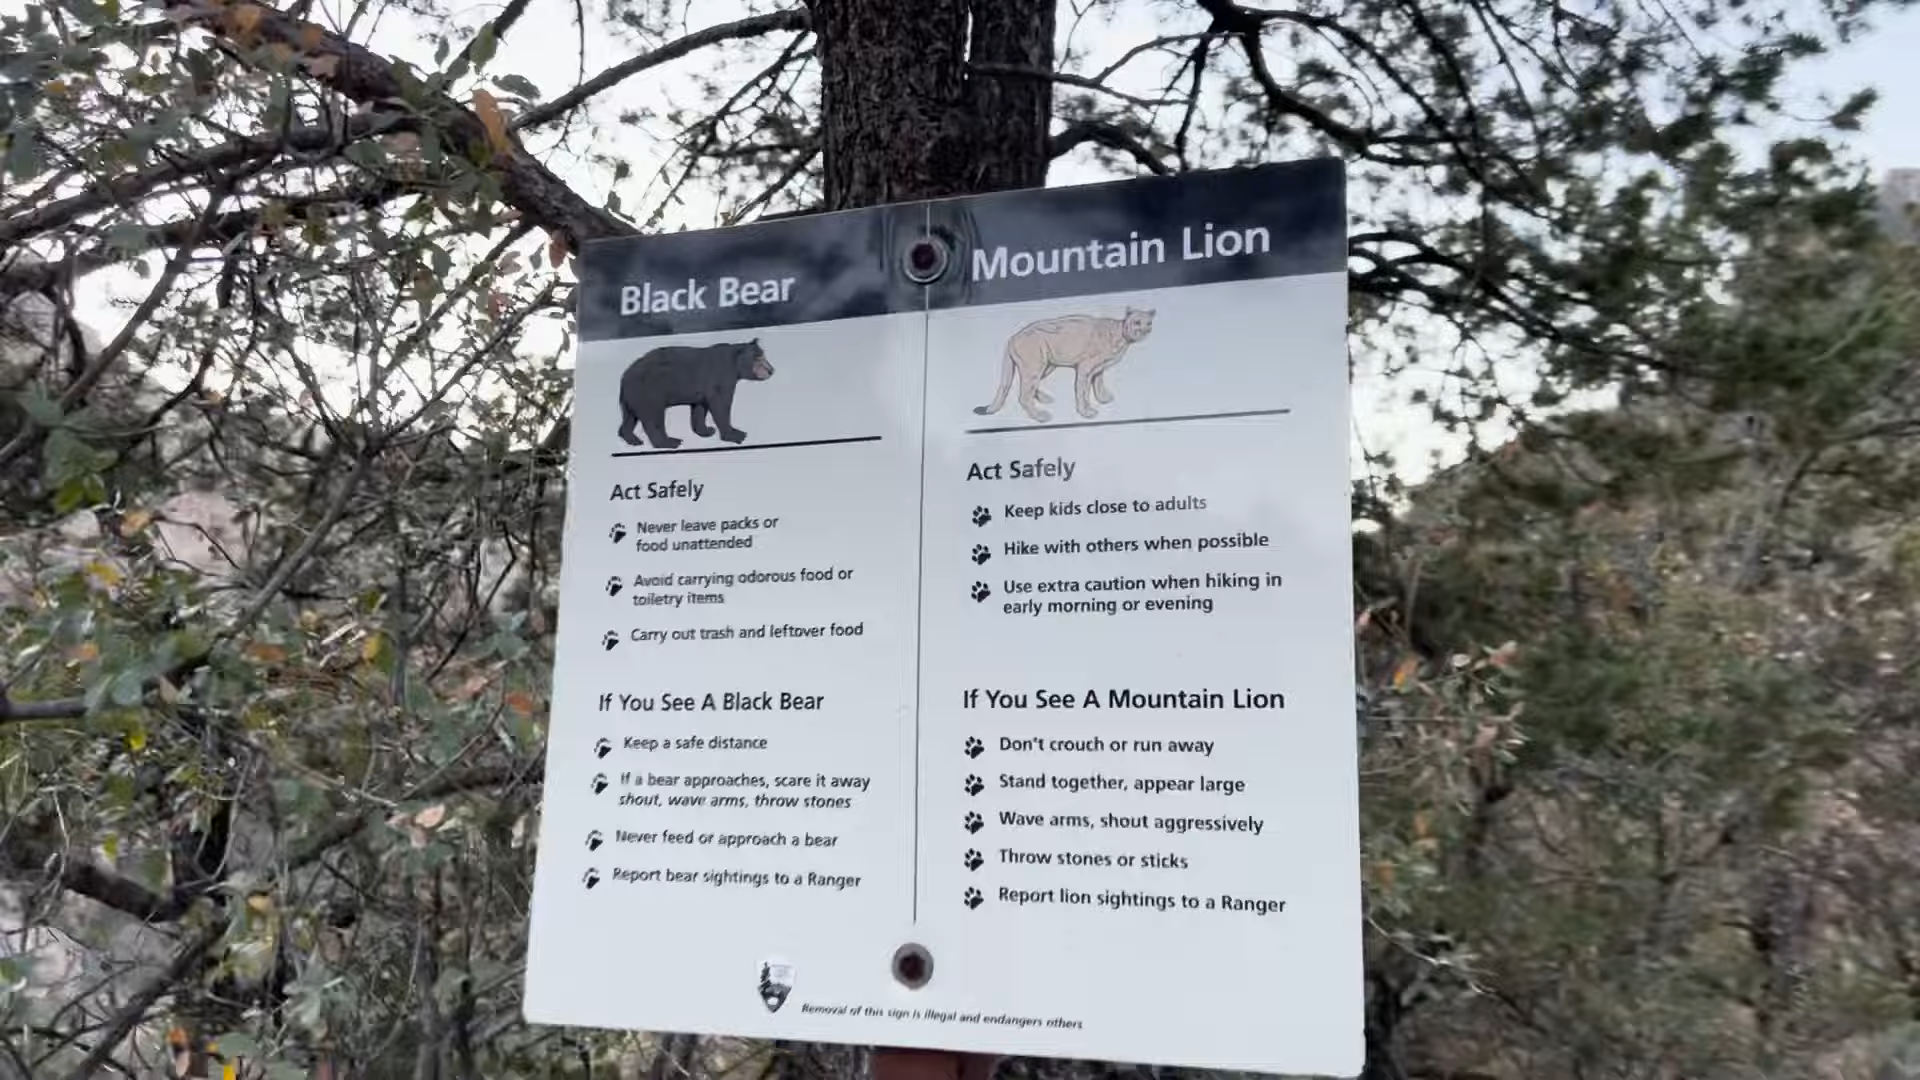 Black Bear
Act Safely
Never leave packs or
food unattended
Avoid carrying odorous food or
toiletry items
Carry out trash and leftover food
If You See A Black Bear
Keep a safe distance
If a bear approaches, scare it away
shout, wave arms, throw stones
Never feed or approach a bear
Report bear sightings to a Ranger
Mountain Lion
Act Safely
Keep kids close to adults
Hike with others when possible
Use extra caution when hiking in
early morning or evening
If You See A Mountain Lion
Don't crouch or run away
Stand together, appear large
Wave arms, shout aggressively
Throw stones or sticks
Report lion sightings to a Ranger
Removal of this sign is illegal and endangers others